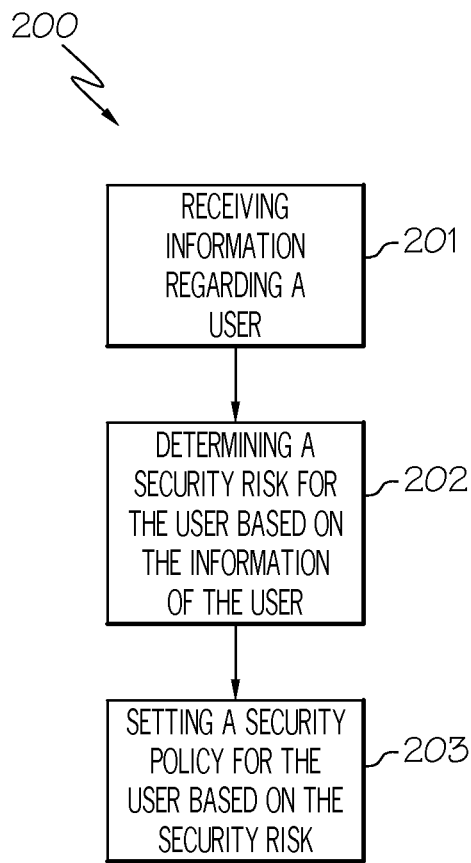 200
RECEIVING
INFORMATION
REGARDING A
USER
201
DETERMINING A
SECURITY RISK FOR
THE USER BASED ON
THE INFORMATION
OF THE USER
202
SETTING A SECURITY
POLICY FOR THE
USER BASED ON THE
SECURITY RISK
203